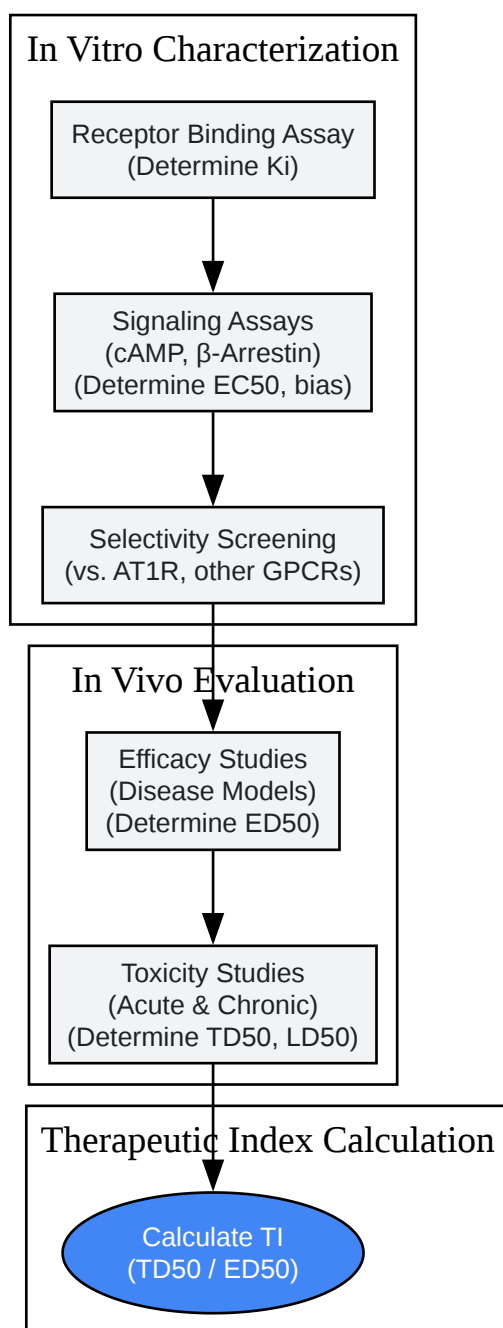 In Vitro Characterization
Receptor Binding Assay
(Determine Ki)
Signaling Assays
(cAMP, β-Arrestin)
(Determine EC50, bias)
Selectivity Screening
(vs. AT1R, other GPCRs)
In Vivo Evaluation
Efficacy Studies
(Disease Models)
(Determine ED50)
Toxicity Studies
(Acute & Chronic)
(Determine TD50, LD50)
Therapeutic Index Calculation
Calculate TI
(TD50 / ED50)